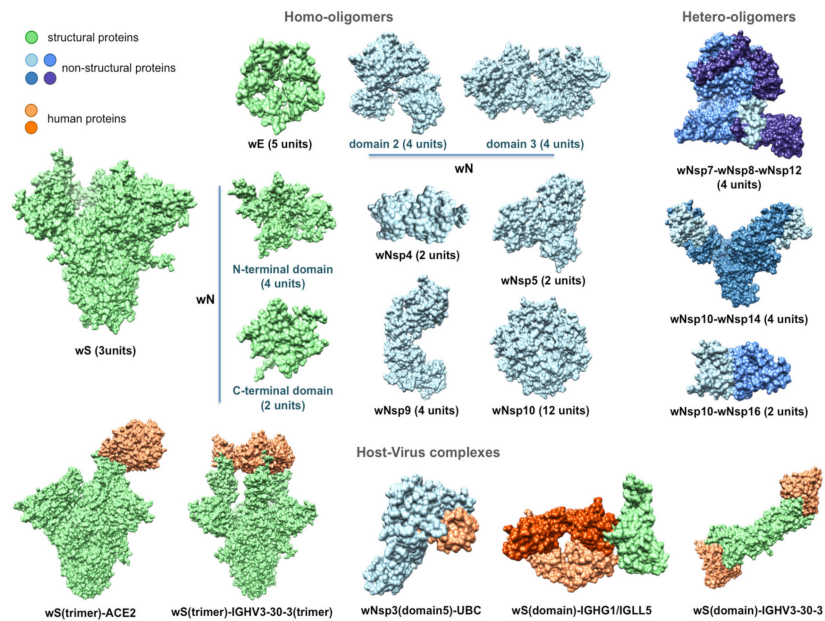 Homo-oligomers
Hetero-oligomers
structural proteins
non-structural proteins
human proteins
wE (5 units)
domain 2 (4 units)
domain 3 (4 units)
wN
wNsp7-wNsp8-wNsp12
(4 units)
wS (3units)
wN
N-terminal domain
(4 units)
wNsp4 (2 units)
wNsp5 (2 units)
wNsp10-wNsp14 (4 units)
C-terminal domain
(2 units)
wNsp9 (4 units)
wNsp10 (12 units)
wNsp10-wNsp16 (2 units)
Host-Virus complexes
wS(trimer)-ACE2
wS(trimer)-IGHV3-30-3(trimer)
wNsp3(domain5)-UBC
wS(domain)-IGHG1/IGLL5
wS(domain)-IGHV3-30-3